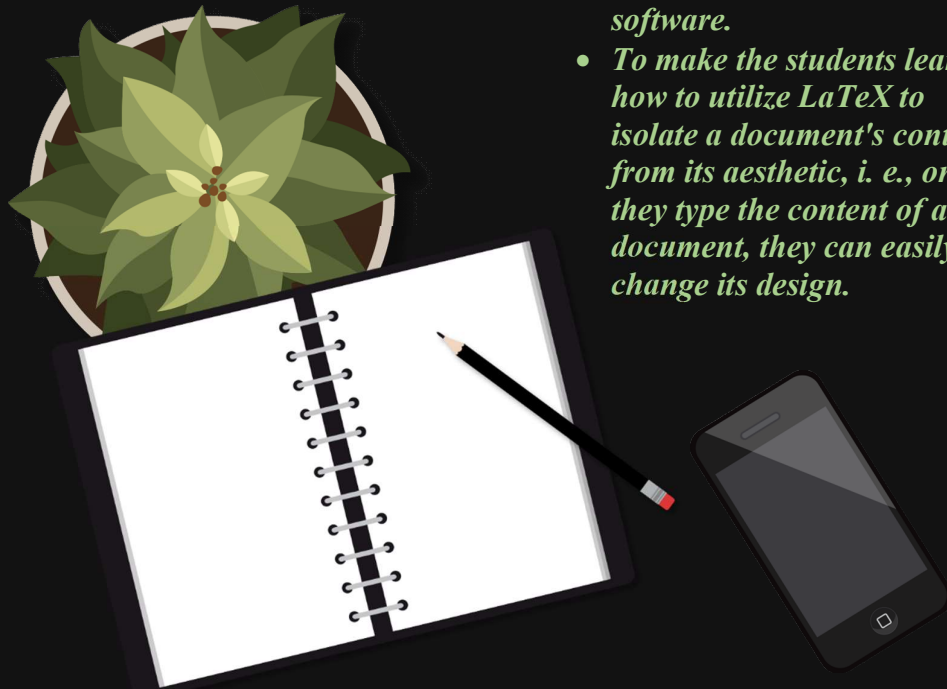 software.
• To make the students
how to utilize LaTeX to
isolate a document's
from its aesthetic, i. e.,
they type the content of a
document, they can easily
change its design.